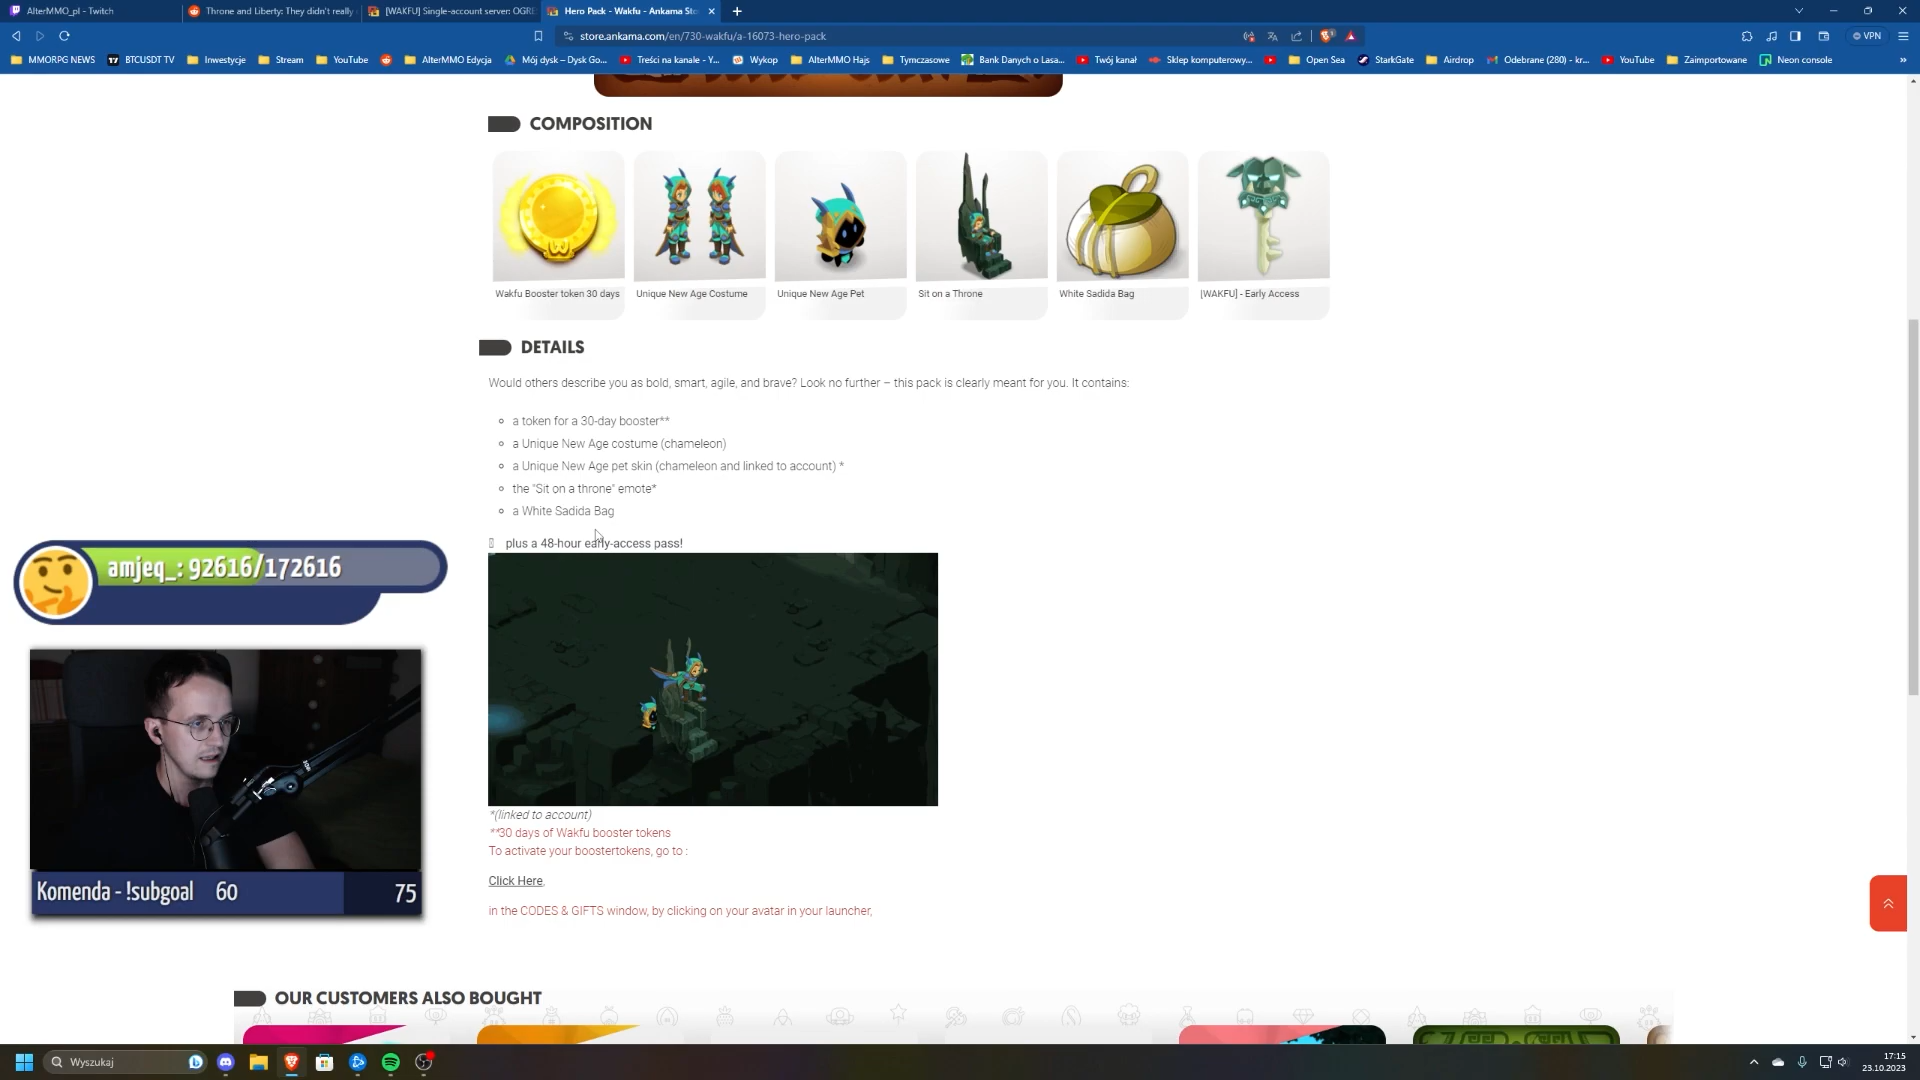 AlterMMO_pl - Twitch
Throne and Liberty: They didn't really
[WAKFU] Single-account server: OGRE
Hero Pack - Wakfu - Ankama Sto
store.ankama.com/en/730-wakfu/a-16073-hero-pack
VPN
MMORPG NEWS
BTCUSDT TV
Inwestycje
Stream
YouTube
AlterMMO Edycja
Mój dysk – Dysk Go...
Treści na kanale - Y...
Wykop
AlterMMO Hajs
Tymczasowe
Bank Danych o Lasa...
Twój kanał
Sklep komputerowy...
Open Sea
StarkGate
Airdrop
Odebrane (280) - kr...
YouTube
Zaimportowane
Neon console
COMPOSITION
Wakfu Booster token 30 days
Unique New Age Costume
Unique New Age Pet
Sit on a Throne
White Sadida Bag
[WAKFU] - Early Access
DETAILS
Would others describe you as bold, smart, agile, and brave? Look no further – this pack is clearly meant for you. It contains:
a token for a 30-day booster**
a Unique New Age costume (chameleon)
a Unique New Age pet skin (chameleon and linked to account) *
the "Sit on a throne" emote*
a White Sadida Bag
plus a 48-hour early-access pass!
amjeq_: 92616/172616
*(linked to account)
**30 days of Wakfu booster tokens
To activate your boostertokens, go to :
Click Here,
in the CODES & GIFTS window, by clicking on your avatar in your launcher,
Komenda - !subgoal 60 75
OUR CUSTOMERS ALSO BOUGHT
Wyszukaj
17:15
23.10.2023